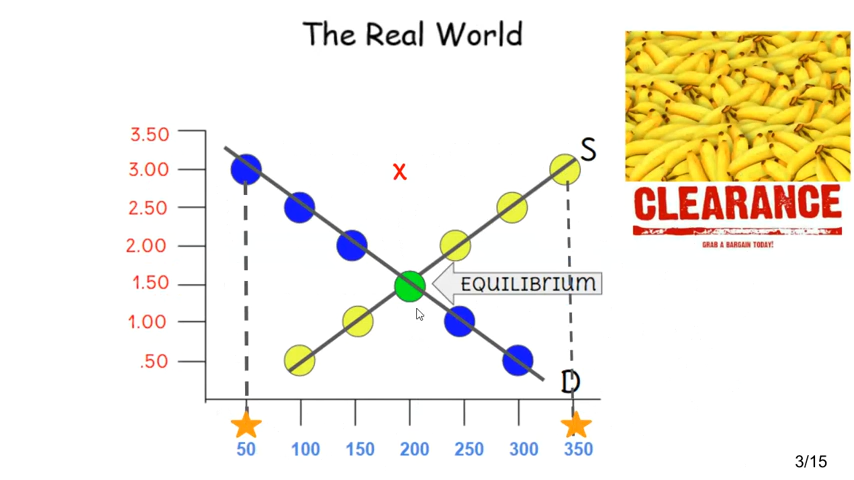 The Real World
3.50
3.00
2.50
2.00
1.50
1.00
.50
x
S
EQUILIBrIum
D
50 100 150 200 250 300 350
CLEARANCE
GRAB A BARGAIN TODAY!
3/15